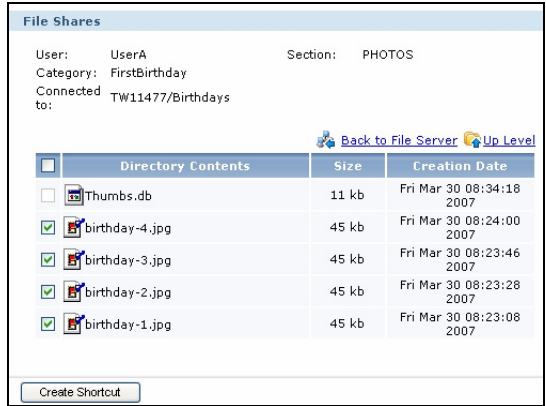 File Shares
User: UserA Section: PHOTOS
Category: FirstBirthday
Connected to: TW11477/Birthdays
Back to File Server Up Level
Directory Contents Size Creation Date
Thumbs.db 11 kb Fri Mar 30 08:34:18 2007
birthday-4.jpg 45 kb Fri Mar 30 08:24:00 2007
birthday-3.jpg 45 kb Fri Mar 30 08:23:46 2007
birthday-2.jpg 45 kb Fri Mar 30 08:23:28 2007
birthday-1.jpg 45 kb Fri Mar 30 08:23:08 2007
Create Shortcut